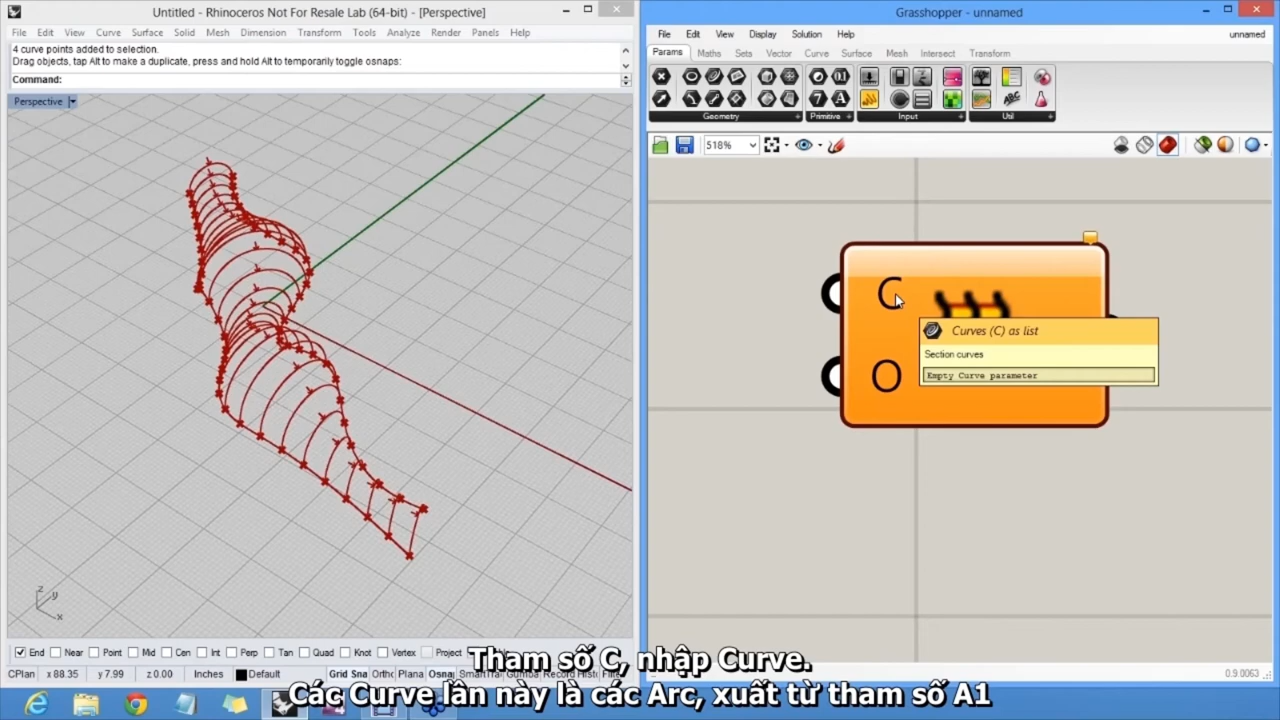 Untitled - Rhinoceros Not For Resale Lab (64-bit) - [Perspective]
File Edit View Curve Surface Solid Mesh Dimension Transform Tools Analyze Render Panels Help
4 curve points added to selection.
Drag objects, tap Alt to make a duplicate, press and hold Alt to temporarily toggle osnaps:
Command:
Perspective
z
y
x
End Near Point Mid Cen Int Perp Tan Quad Knot Vertex Project
CPlan x 88.35 y 7.99 z 0.00 Inches Default Grid Sna Ortho Plana Osna
Grasshopper - unnamed
File Edit View Display Solution Help unnamed
Params Maths Sets Vector Curve Surface Mesh Intersect Transform
Geometry Primitive Input Util
518%
C
O
Curves (C) as list
Section curves
Empty Curve parameter
0.9.0063
Tham số C, nhập Curve.
Các Curve lần này là các Arc, xuất từ tham số A1